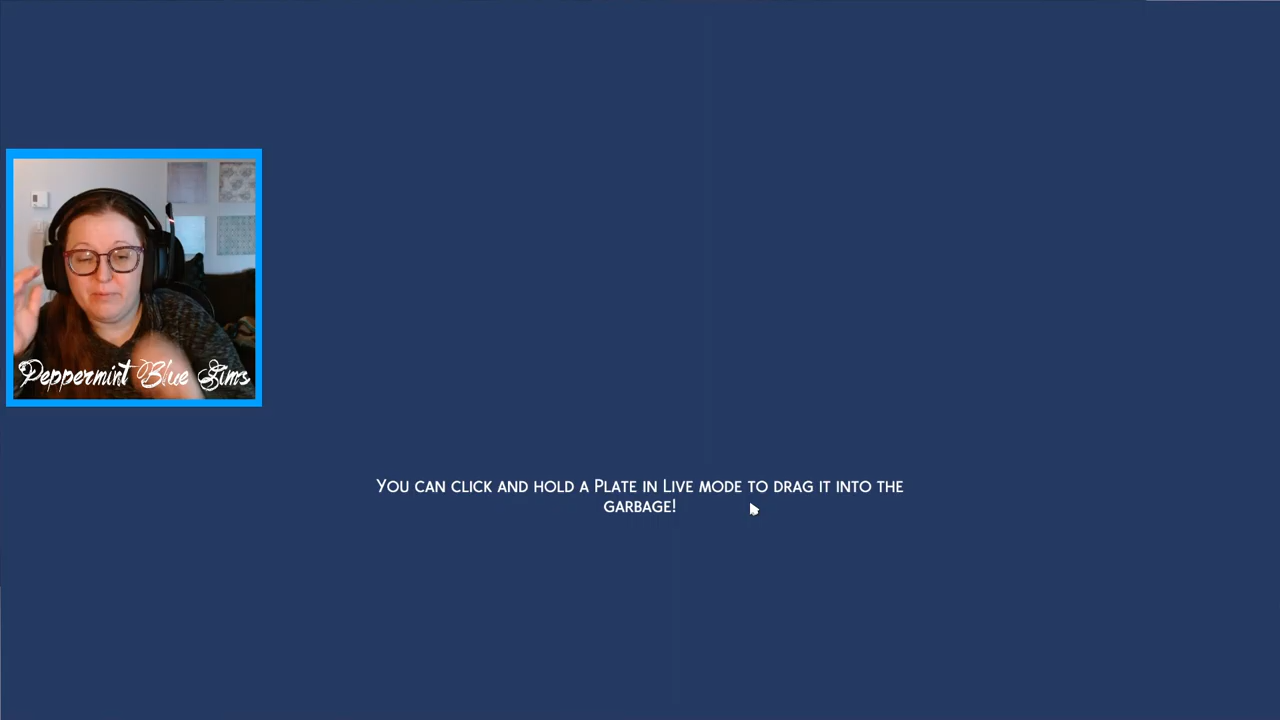 Peppermint Blue Sims
You can click and hold a Plate in Live mode to drag it into the
garbage!